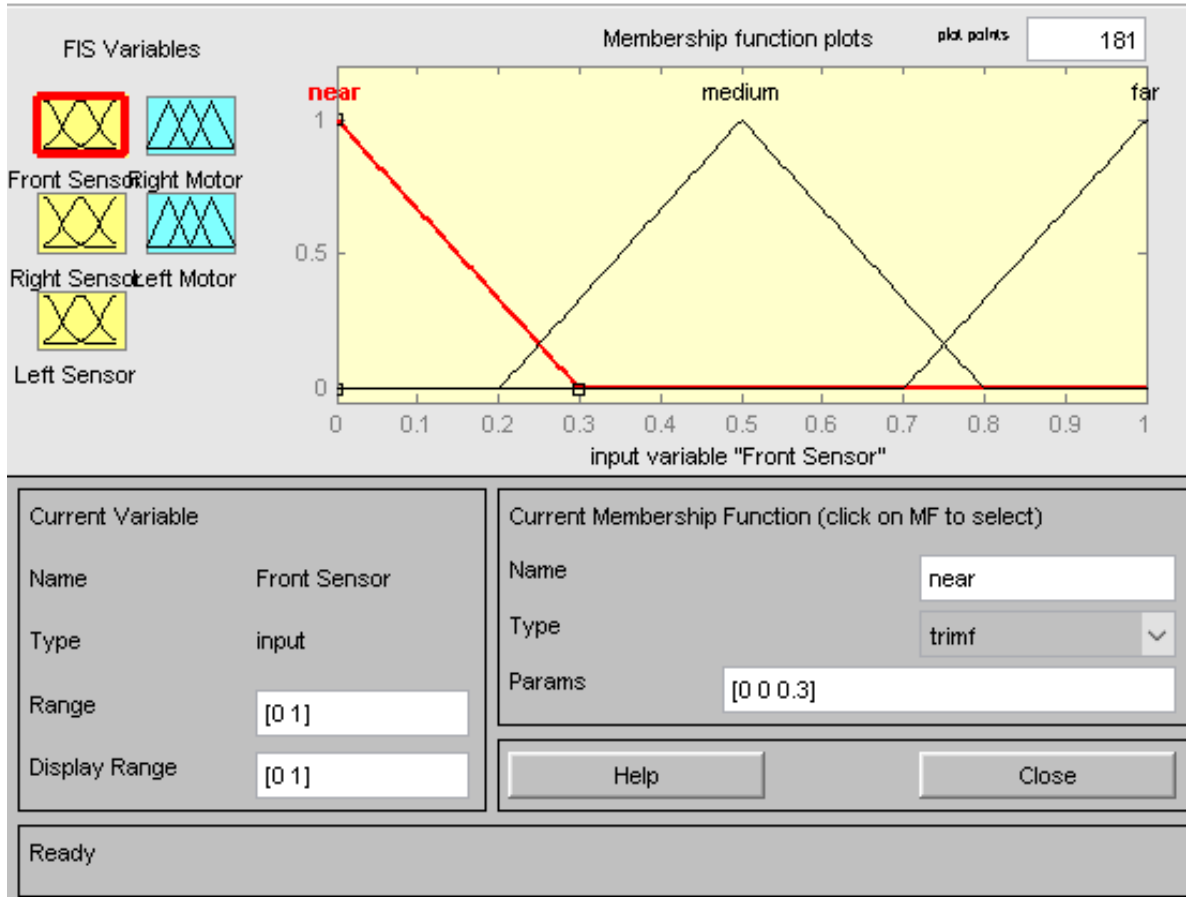 FIS Variables
Membership function plots
plot points
181
Front Sensor
Right Motor
Right Sensor
Left Motor
Left Sensor
near
medium
far
1
0.5
0
0 0.1 0.2 0.3 0.4 0.5 0.6 0.7 0.8 0.9 1
input variable "Front Sensor"
Current Variable
Name Front Sensor
Type input
Range [0 1]
Display Range [0 1]
Current Membership Function (click on MF to select)
Name near
Type trimf
Params [0 0 0.3]
Help
Close
Ready